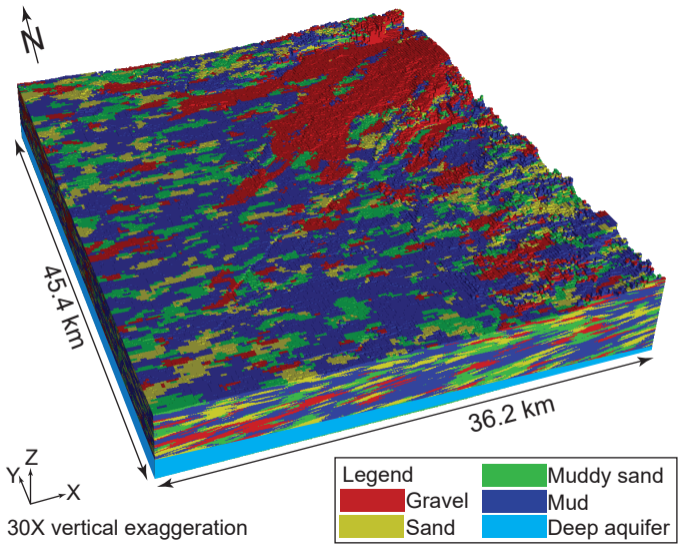 N
45.4 km
36.2 km
Z
Y
X
30X vertical exaggeration
Legend
Gravel
Sand
Muddy sand
Mud
Deep aquifer